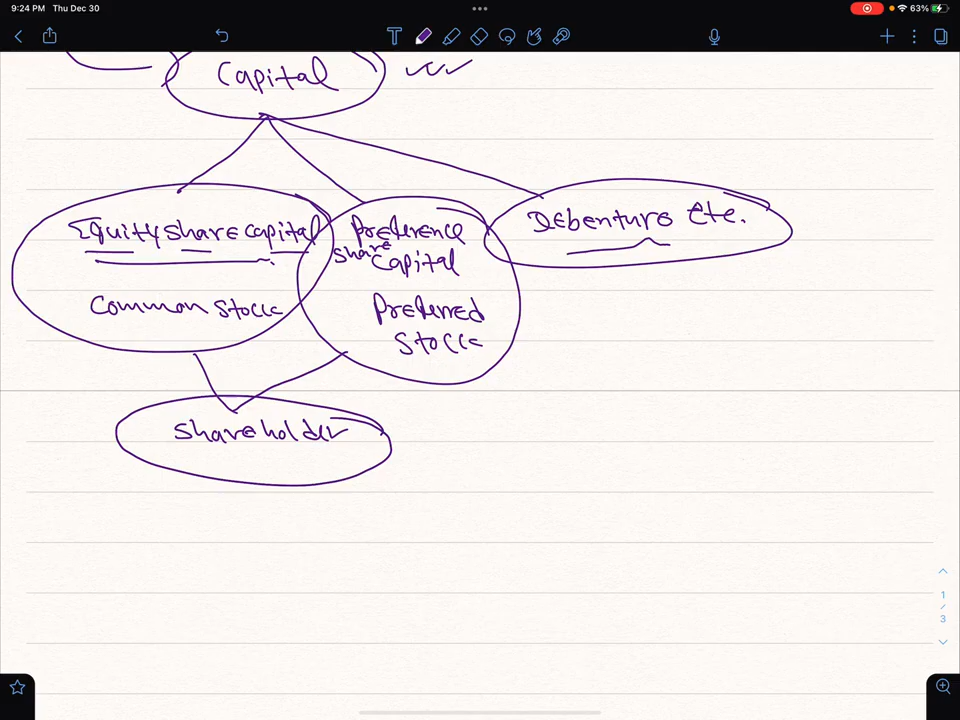 9:24 PM Thu Dec 30
63%
Capital
Equity share capital
Common stock
Preference
share
capital
Preferred
stock
Debenture Etc.
Shareholder
1
/
3